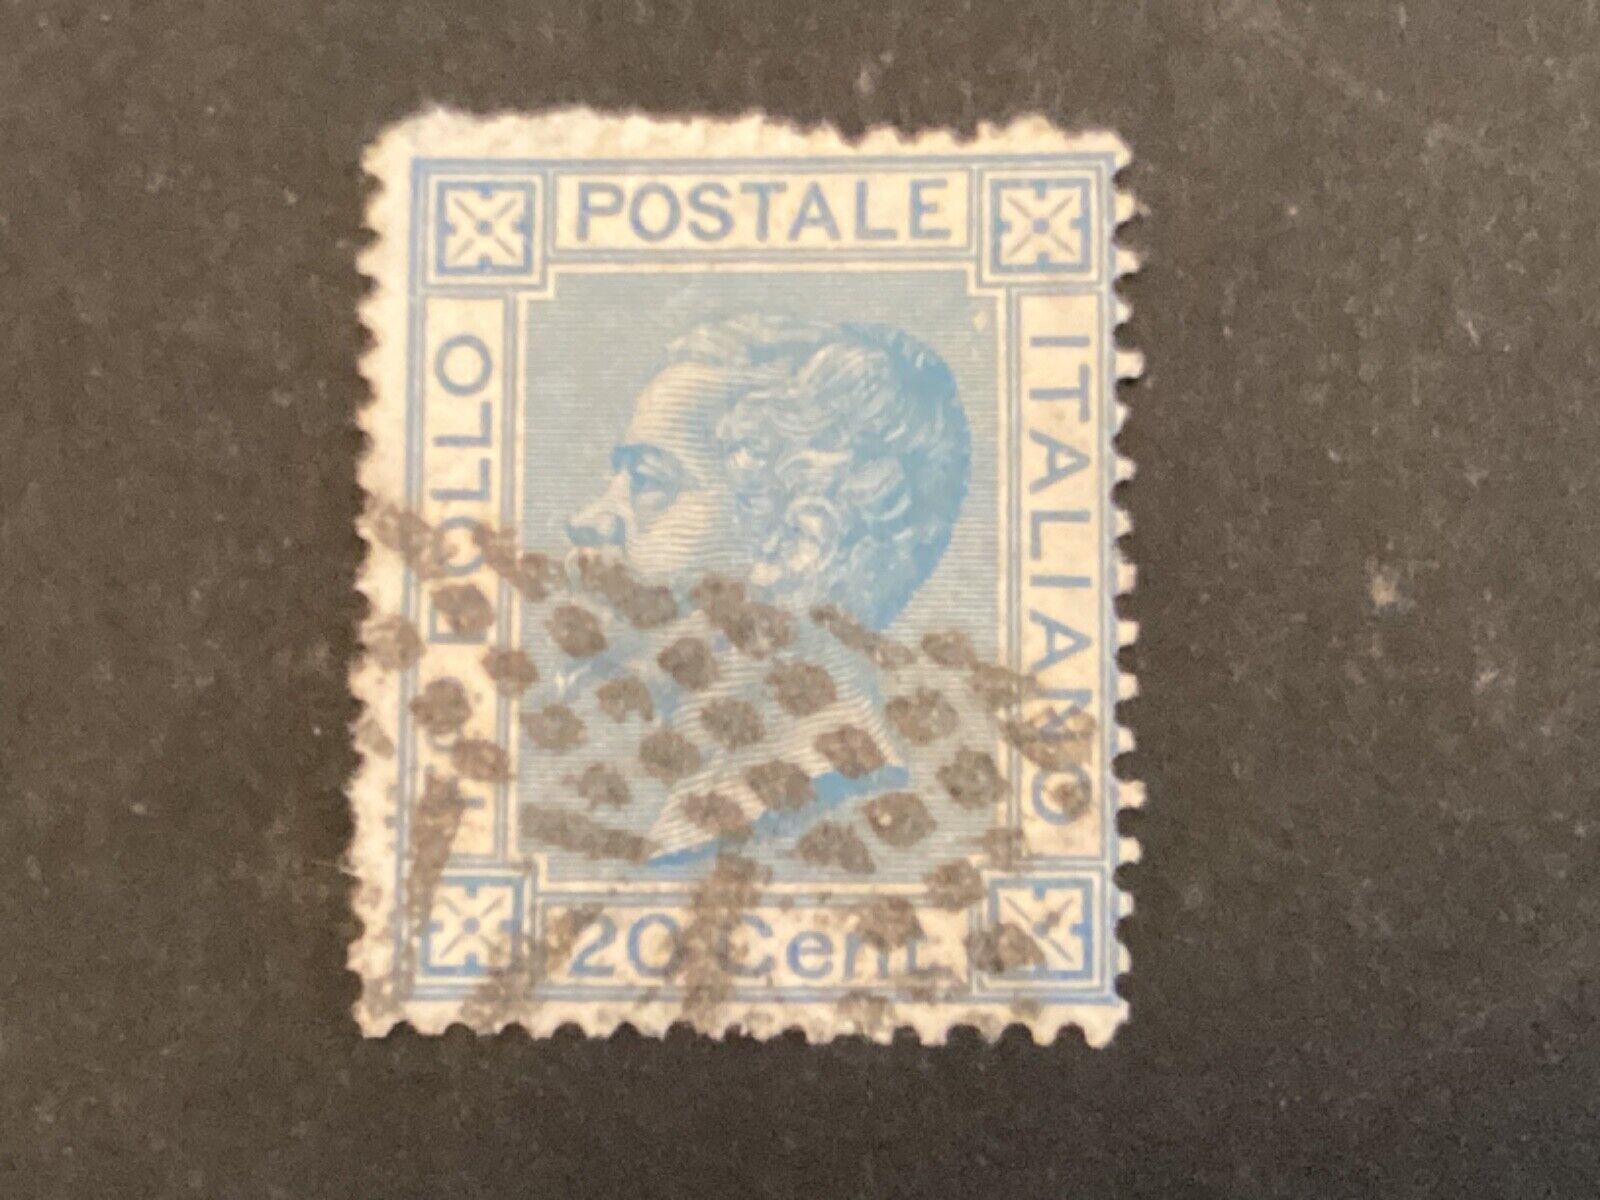 BOLLO
POSTALE
ITALIANO
20 Cent.